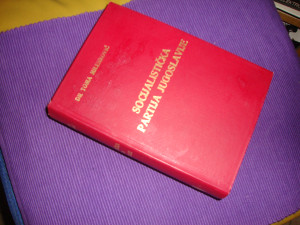 DR TOMA MILENKOVIĆ
SOCIJALISTIČKA
PARTIJA JUGOSLAVIJE